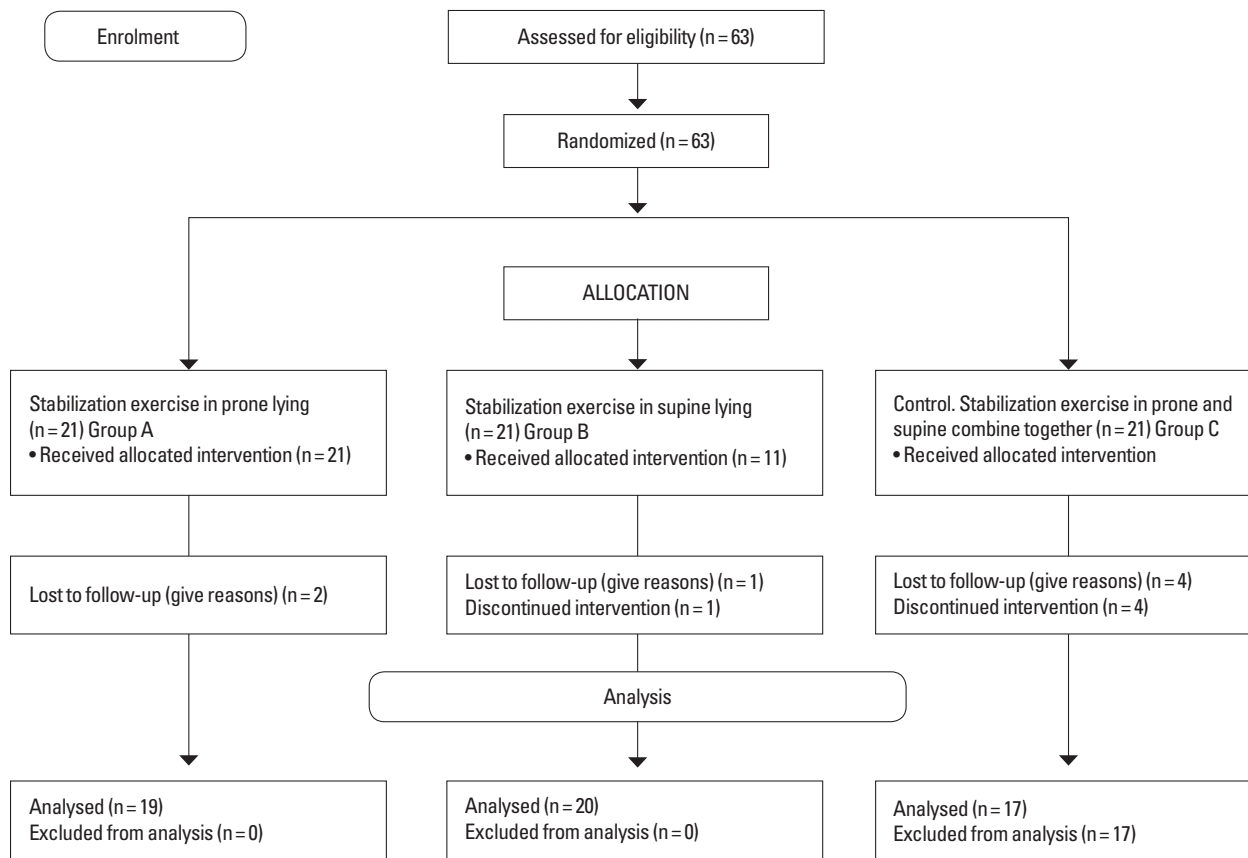 Enrolment
Assessed for eligibility (n = 63)
Randomized (n = 63)
ALLOCATION
Stabilization exercise in prone lying
(n = 21) Group A
• Received allocated intervention (n = 21)
Stabilization exercise in supine lying
(n = 21) Group B
• Received allocated intervention (n = 11)
Control. Stabilization exercise in prone and
supine combine together (n = 21) Group C
• Received allocated intervention
Lost to follow-up (give reasons) (n = 2)
Lost to follow-up (give reasons) (n = 1)
Discontinued intervention (n = 1)
Lost to follow-up (give reasons) (n = 4)
Discontinued intervention (n = 4)
Analysis
Analysed (n = 19)
Excluded from analysis (n = 0)
Analysed (n = 20)
Excluded from analysis (n = 0)
Analysed (n = 17)
Excluded from analysis (n = 17)